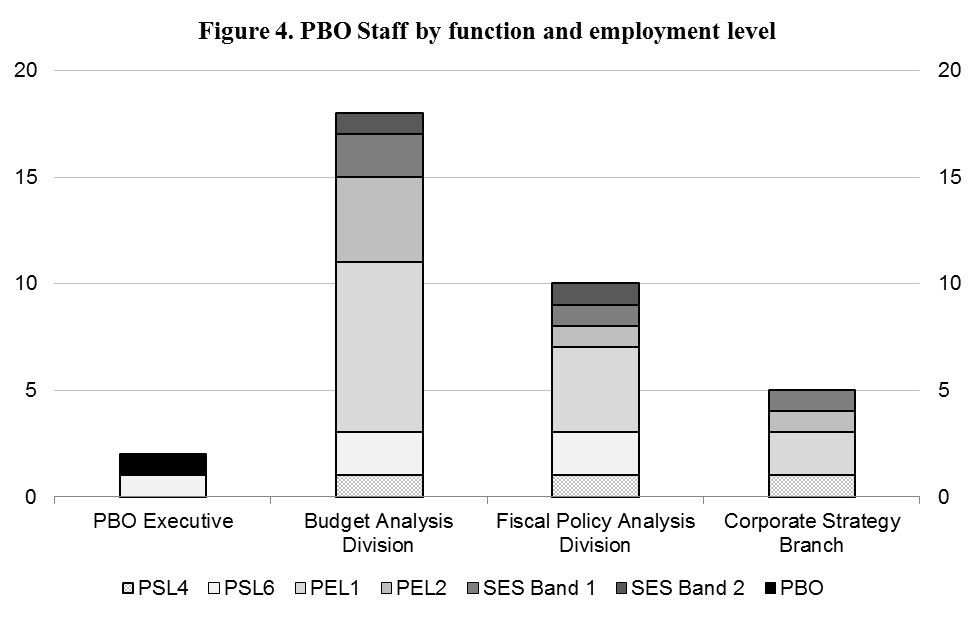 Figure 4. PBO Staff by function and employment level
20 20
15 15
10 10
5 5
0 0
PBO Executive Budget Analysis Fiscal Policy Analysis Corporate Strategy
Division Division Branch
PSL4 PSL6 PEL1 PEL2 SES Band 1 SES Band 2 PBO